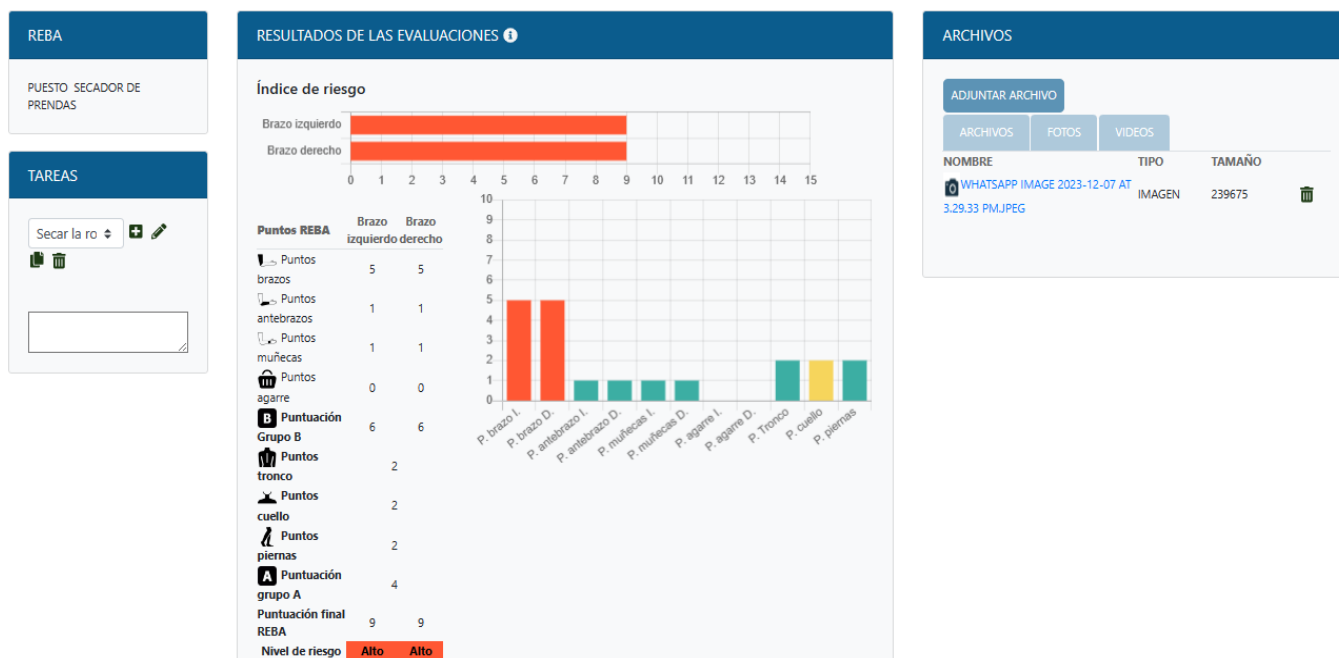 REBA
PUESTO SECADOR DE
PRENDAS
TAREAS
Secar la ro
RESULTADOS DE LAS EVALUACIONES
Índice de riesgo
Brazo izquierdo
Brazo derecho
0 1 2 3 4 5 6 7 8 9 10 11 12 13 14 15
Puntos REBA Brazo izquierdo Brazo derecho
Puntos brazos 5 5
Puntos antebrazos 1 1
Puntos muñecas 1 1
Puntos agarre 0 0
B Puntuación Grupo B 6 6
Puntos tronco 2
Puntos cuello 2
Puntos piernas 2
A Puntuación grupo A 4
Puntuación final REBA 9 9
Nivel de riesgo Alto Alto
10
9
8
7
6
5
4
3
2
1
0
P. brazo I.
P. brazo D.
P. antebrazo I.
P. antebrazo D.
P. muñecas I.
P. muñecas D.
P. agarre I.
P. agarre D.
P. Tronco
P. cuello
P. piernas
ARCHIVOS
ADJUNTAR ARCHIVO
ARCHIVOS FOTOS VIDEOS
NOMBRE TIPO TAMAÑO
WHATSAPP IMAGE 2023-12-07 AT
3.29.33 PM.JPEG IMAGEN 239675